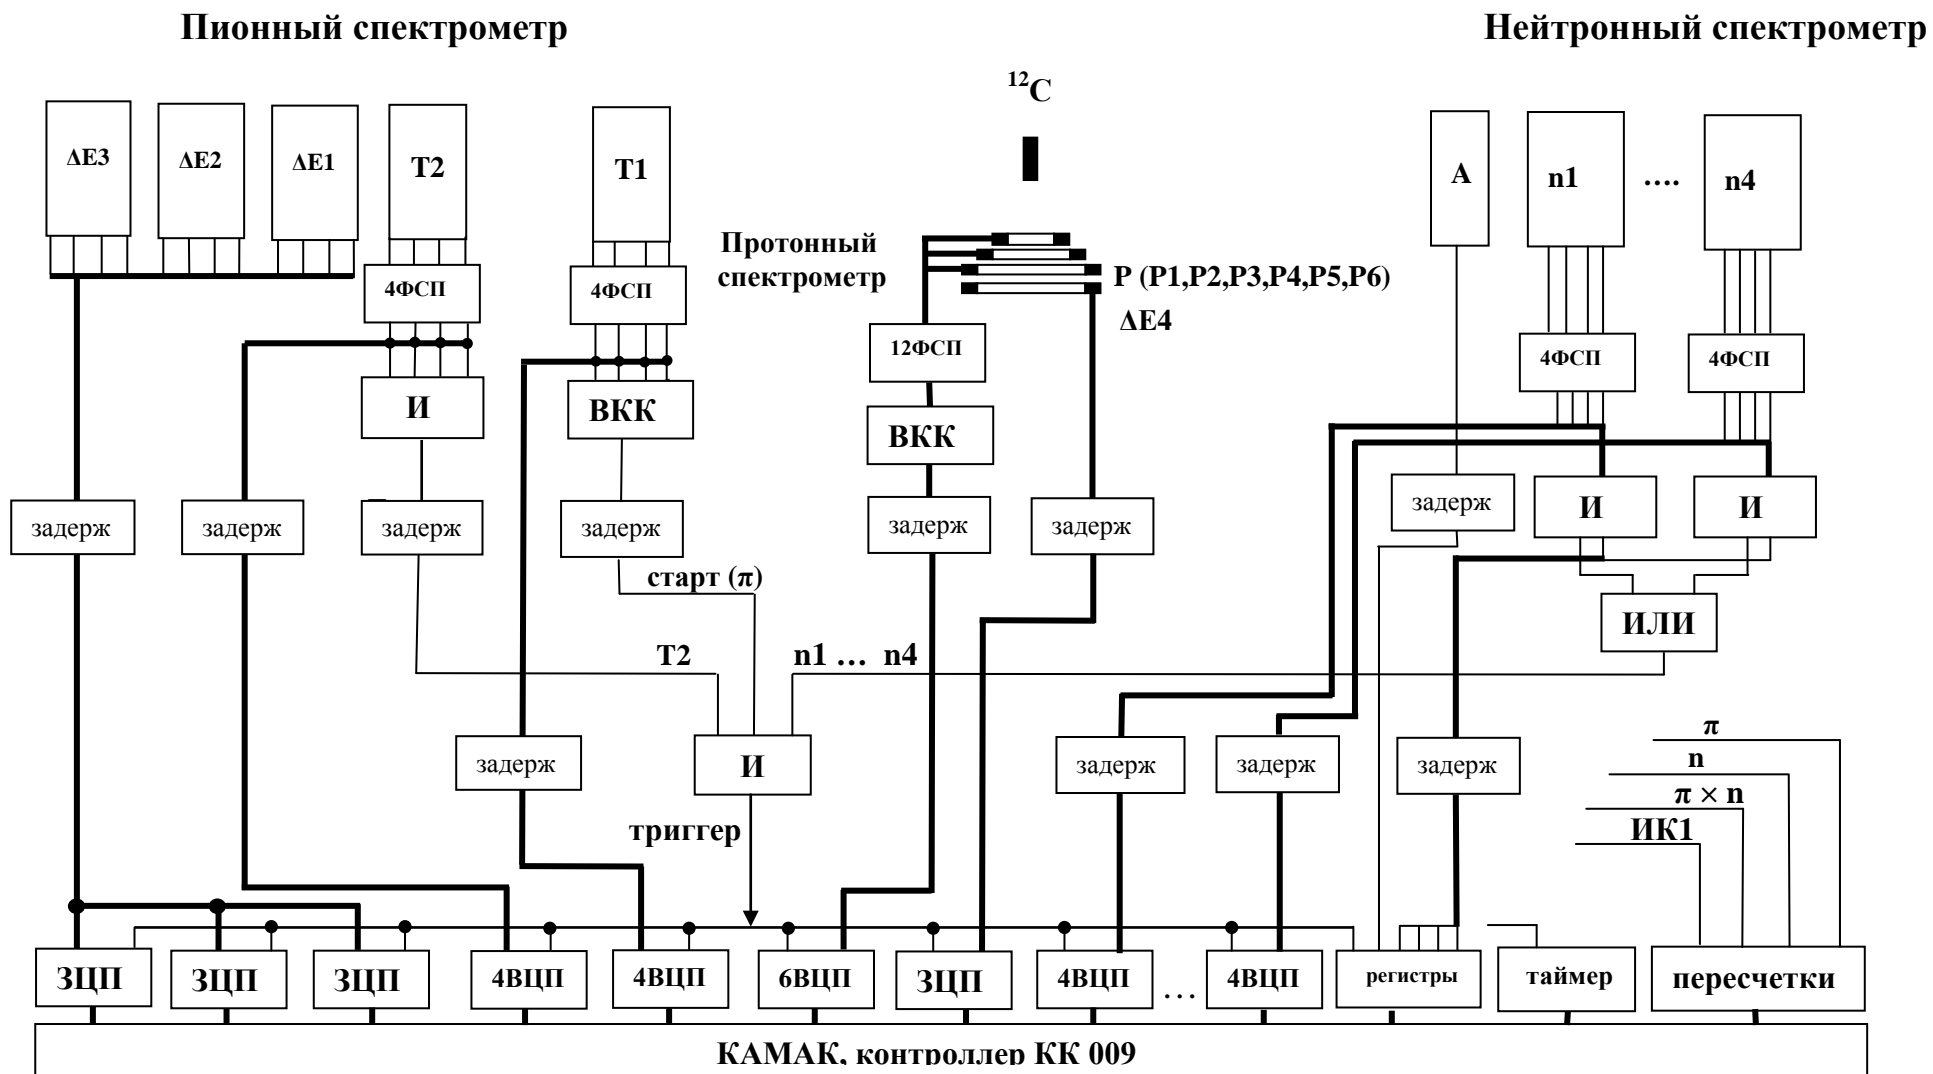 Пионный спектрометр
Нейтронный спектрометр
¹²C
ΔE3
ΔE2
ΔE1
T2
T1
A
n1
....
n4
Протонный
спектрометр
P (P1,P2,P3,P4,P5,P6)
ΔE4
4ФСП
4ФСП
12ФСП
4ФСП
4ФСП
И
ВКК
ВКК
И
И
задерж
задерж
задерж
задерж
задерж
задерж
задерж
старт (π)
ИЛИ
T2
n1 ... n4
задерж
И
задерж
задерж
задерж
π
n
π × n
ИК1
триггер
ЗЦП
ЗЦП
ЗЦП
4ВЦП
4ВЦП
6ВЦП
ЗЦП
4ВЦП
...
4ВЦП
регистры
таймер
пересчетки
КАМАК, контроллер КК 009